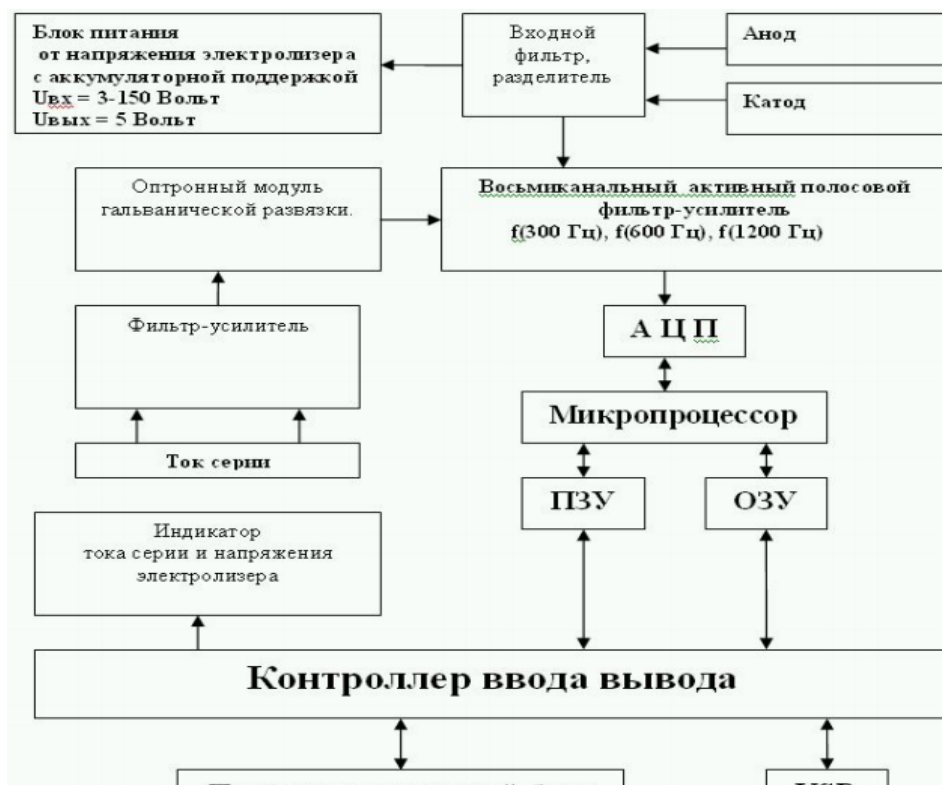 Блок питания
от напряжения электролизера
с аккумуляторной поддержкой
Uвх = 3-150 Вольт
Uвых = 5 Вольт
Входной
фильтр,
разделитель
Анод
Катод
Оптронный модуль
гальванической развязки.
Восьмиканальный активный полосовой
фильтр-усилитель
f(300 Гц), f(600 Гц), f(1200 Гц)
Фильтр-усилитель
А Ц П
Микропроцессор
Ток серии
ПЗУ
ОЗУ
Индикатор
тока серии и напряжения
электролизера
Контроллер ввода вывода
USB